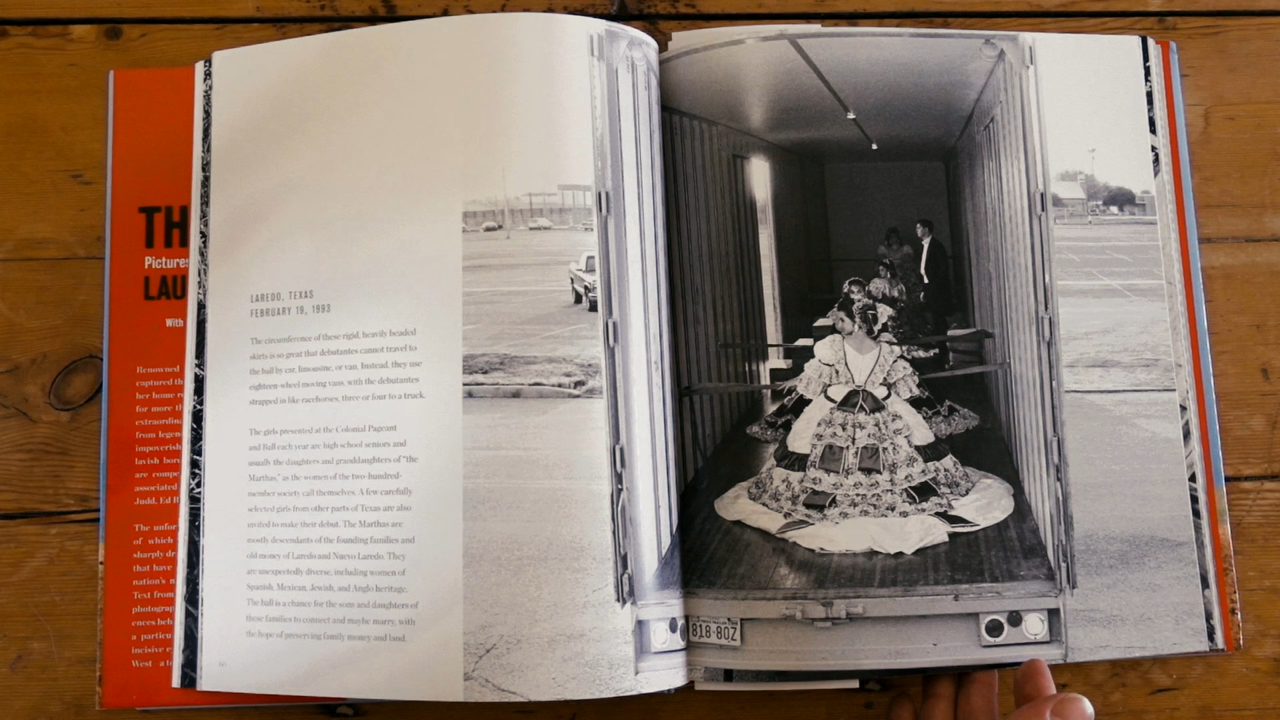 TH
Pictures
LAU
With
Renowned
captured th
her home r
for more th
extraordina
from legen
impoverish
lavish bor
are compe
associated
Judd, Ed R
The unfor
of which
sharply dr
that have
nation's n
Text from
photograp
ences beh
a particu
incisive e
West a to
LAREDO, TEXAS
FEBRUARY 19, 1993
The circumference of these rigid, heavily beaded
skirts is so great that debutantes cannot travel to
the ball by car, limousine, or van. Instead, they use
eighteen-wheel moving vans, with the debutantes
strapped in like racehorses, three or four to a truck.
The girls presented at the Colonial Pageant
and Ball each year are high school seniors and
usually the daughters and granddaughters of "the
Marthas," as the women of the two-hundred-
member society call themselves. A few carefully
selected girls from other parts of Texas are also
invited to make their debut. The Marthas are
mostly descendants of the founding families and
old money of Laredo and Nuevo Laredo. They
are unexpectedly diverse, including women of
Spanish, Mexican, Jewish, and Anglo heritage.
The ball is a chance for the sons and daughters of
these families to connect and maybe marry, with
the hope of preserving family money and land.
818·80Z